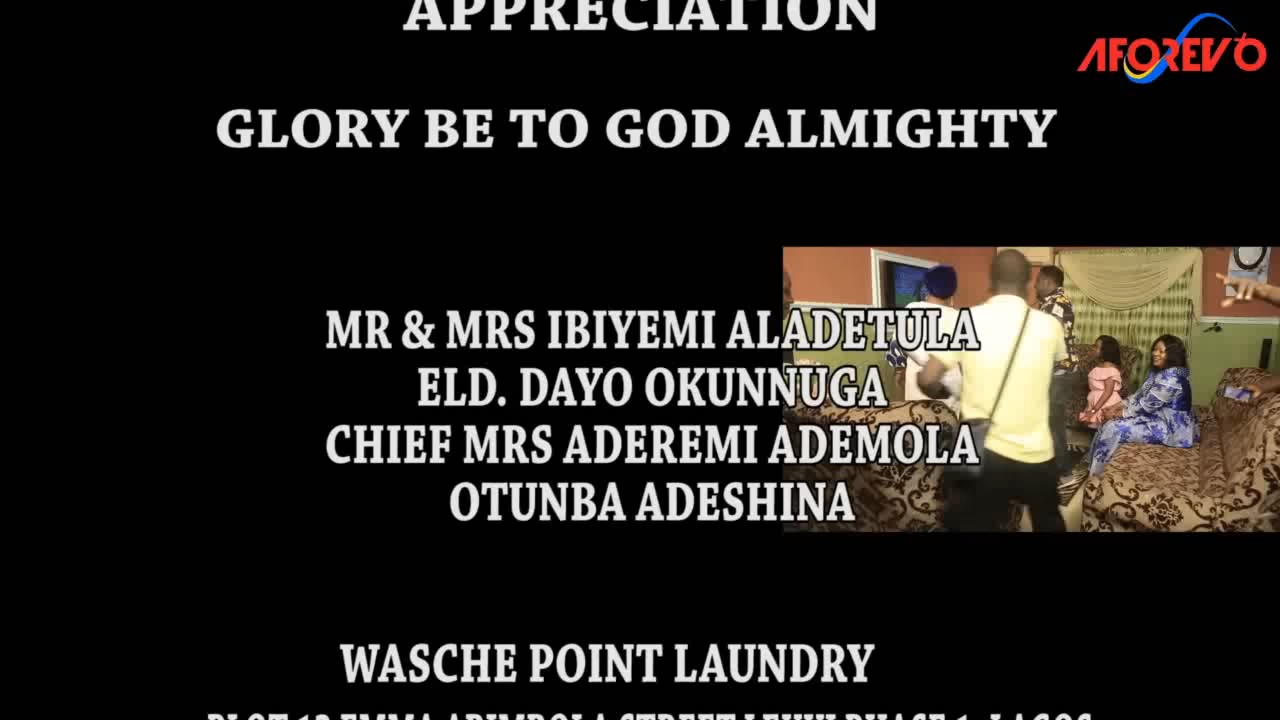 APPRECIATION
AFOREVO
GLORY BE TO GOD ALMIGHTY
MR & MRS IBIYEMI ALADETULA
ELD. DAYO OKUNNUGA
CHIEF MRS ADEREMI ADEMOLA
OTUNBA ADESHINA
WASCHE POINT LAUNDRY